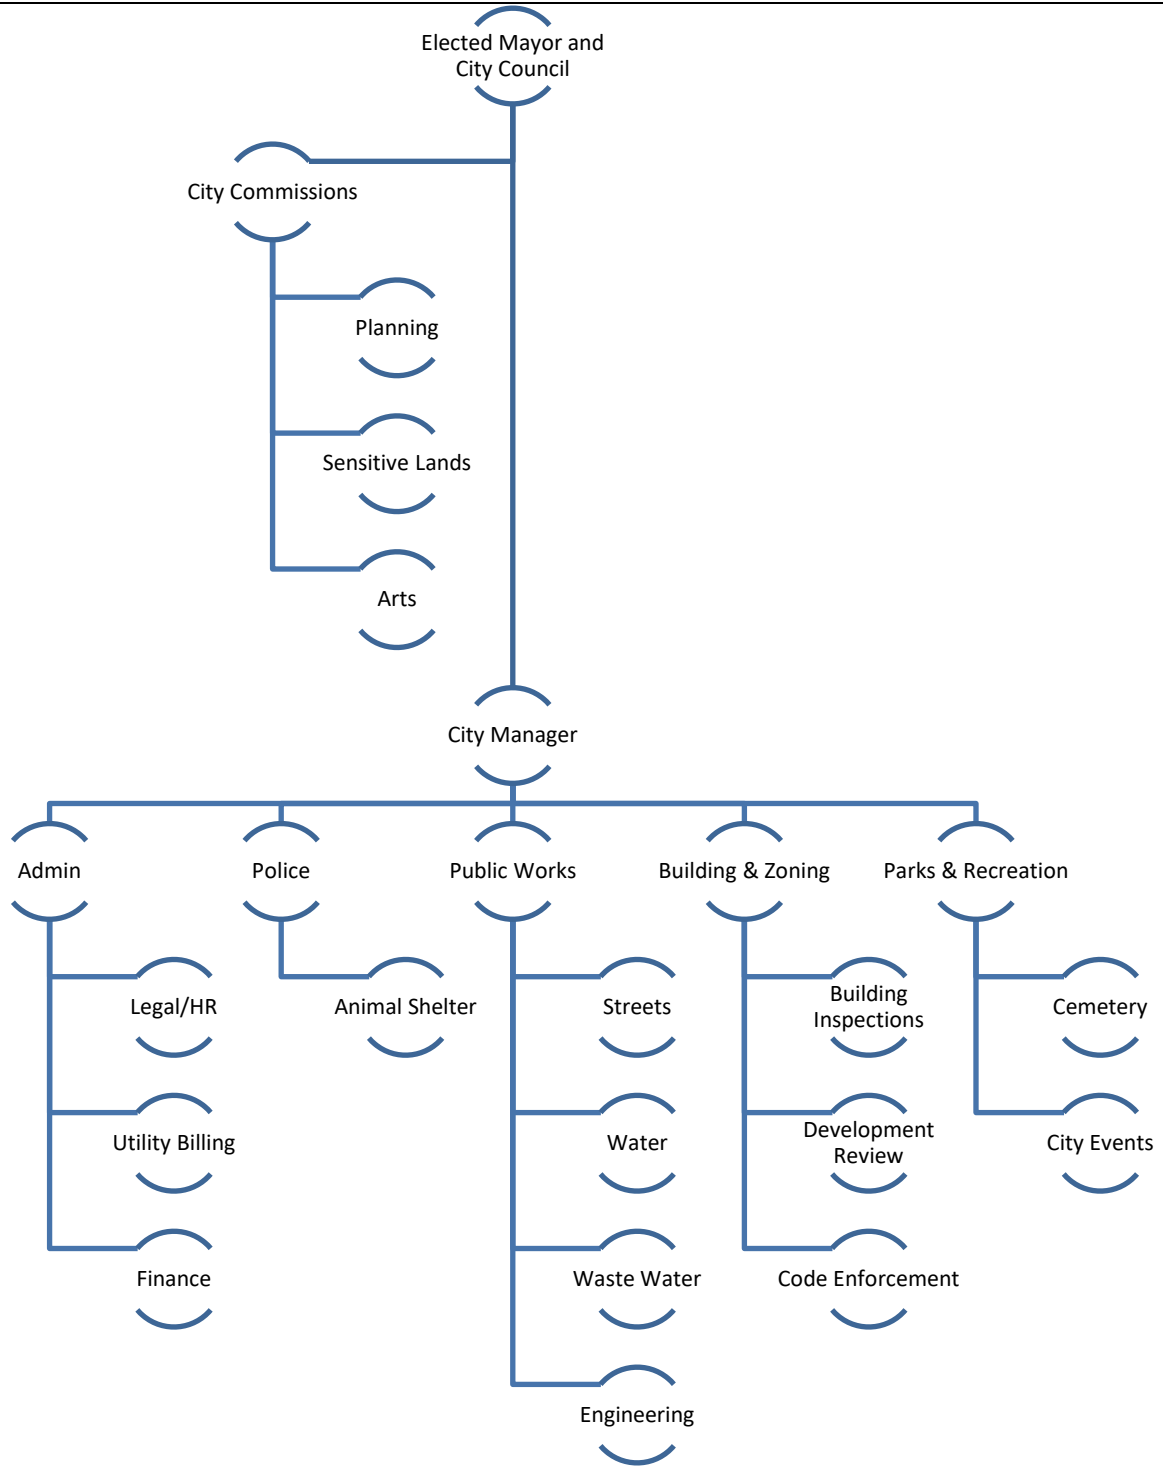 Elected Mayor and
City Council
City Commissions
Planning
Sensitive Lands
Arts
City Manager
Admin
Police
Public Works
Building & Zoning
Parks & Recreation
Legal/HR
Utility Billing
Finance
Animal Shelter
Streets
Water
Waste Water
Engineering
Building
Inspections
Development
Review
Code Enforcement
Cemetery
City Events